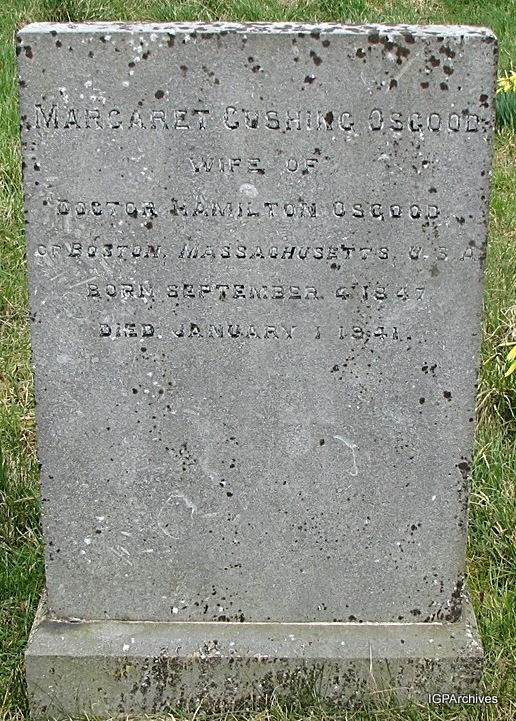 MARGARET CUSHING OSGOOD
WIFE OF
DOCTOR HAMILTON OSGOOD
OF BOSTON, MASSACHUSETTS, U.S.A.
BORN SEPTEMBER 4 1847
DIED JANUARY 1 1941.
IGPArchives